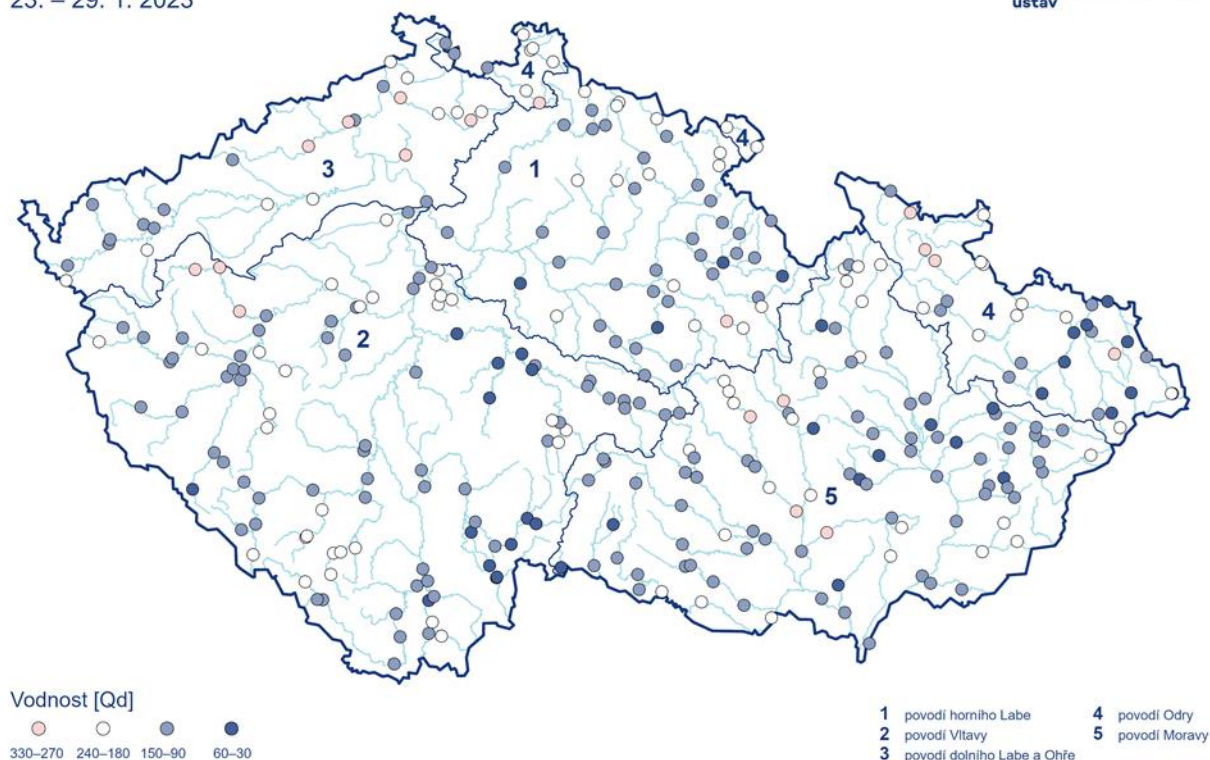 23. – 29. 1. 2023
ústav
4
4
3
1
2
4
5
Vodnost [Qd]
330–270
240–180
150–90
60–30
1 povodí horního Labe
2 povodí Vltavy
3 povodí dolního Labe a Ohře
4 povodí Odry
5 povodí Moravy